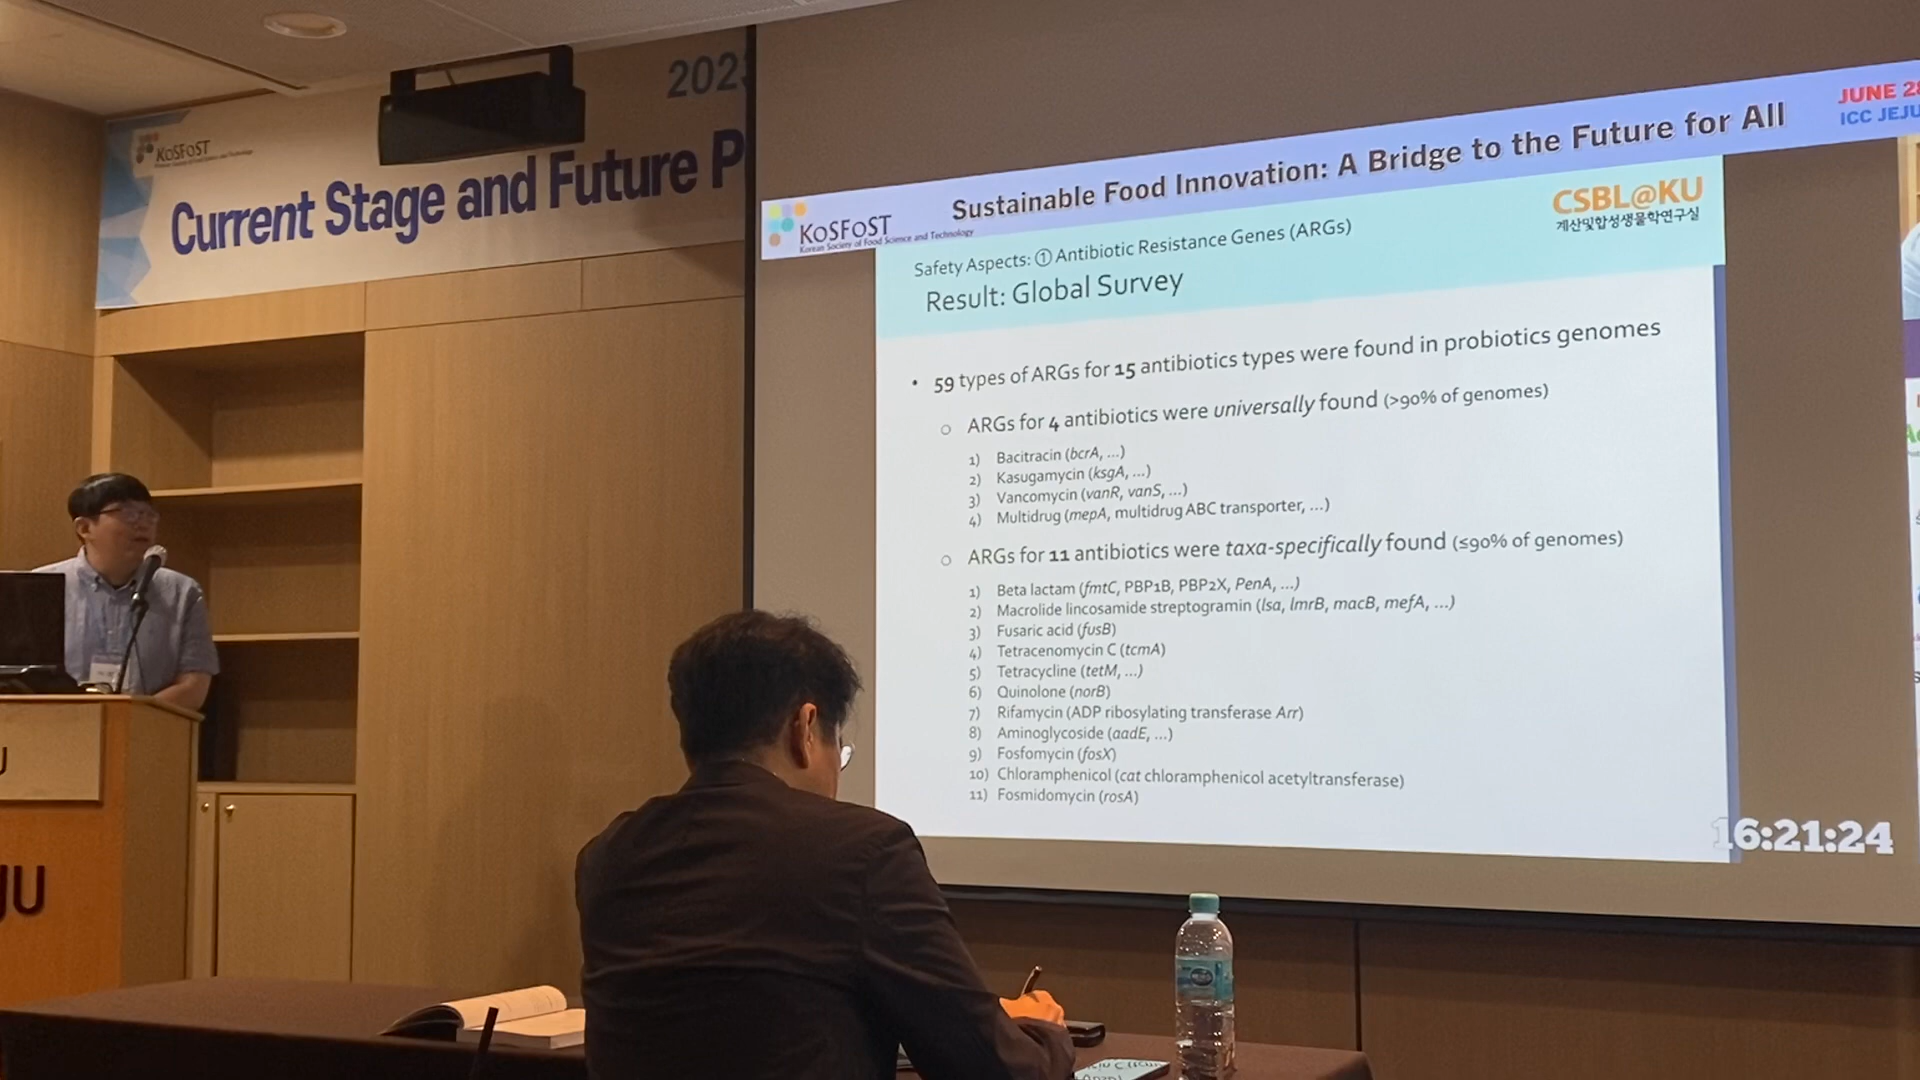 202
KoSFoST
Current Stage and Future P
JUNE 28
ICC JEJU
Sustainable Food Innovation: A Bridge to the Future for All
KoSFoST
Korean Society of Food Science and Technology
CSBL@KU
계산및합성생물학연구실
Safety Aspects: ① Antibiotic Resistance Genes (ARGs)
Result: Global Survey
• 59 types of ARGs for 15 antibiotics types were found in probiotics genomes
o ARGs for 4 antibiotics were universally found (>90% of genomes)
1) Bacitracin (bcrA, ...)
2) Kasugamycin (ksgA, ...)
3) Vancomycin (vanR, vanS, ...)
4) Multidrug (mepA, multidrug ABC transporter, ...)
o ARGs for 11 antibiotics were taxa-specifically found (≤90% of genomes)
1) Beta lactam (fmtC, PBP1B, PBP2X, PenA, ...)
2) Macrolide lincosamide streptogramin (lsa, lmrB, macB, mefA, ...)
3) Fusaric acid (fusB)
4) Tetracenomycin C (tcmA)
5) Tetracycline (tetM, ...)
6) Quinolone (norB)
7) Rifamycin (ADP ribosylating transferase Arr)
8) Aminoglycoside (aadE, ...)
9) Fosfomycin (fosX)
10) Chloramphenicol (cat chloramphenicol acetyltransferase)
11) Fosmidomycin (rosA)
16:21:24
JU